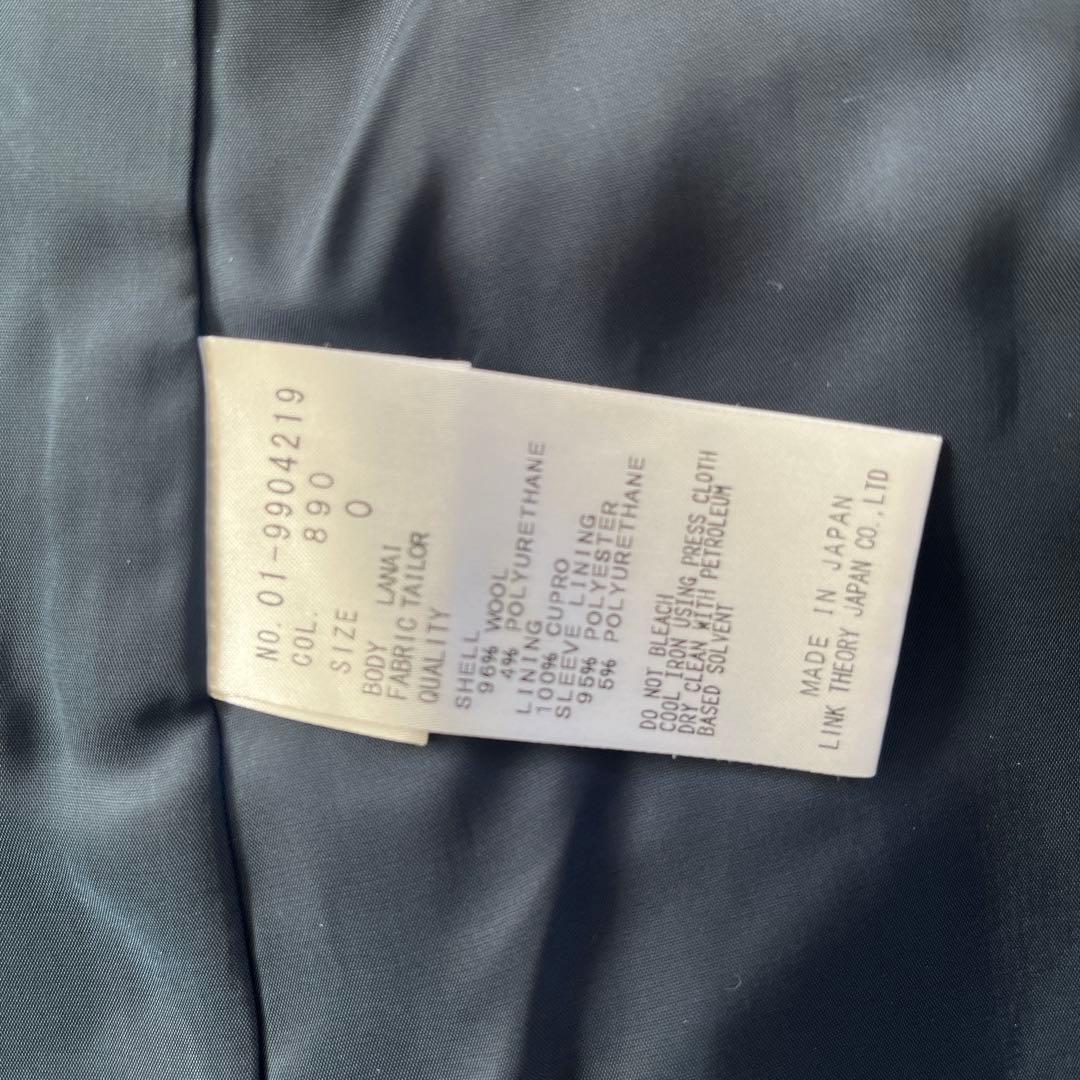 NO. 01-9904219
COL. 890
SIZE 0
BODY LANAI
FABRIC TAILOR
QUALITY
SHELL
96% WOOL
4% POLYURETHANE
LINING
100% CUPRO
SLEEVE LINING
95% POLYESTER
5% POLYURETHANE
DO NOT BLEACH
COOL IRON USING PRESS CLOTH
DRY CLEAN WITH PETROLEUM
BASED SOLVENT
MADE IN JAPAN
LINK THEORY JAPAN CO.,LTD